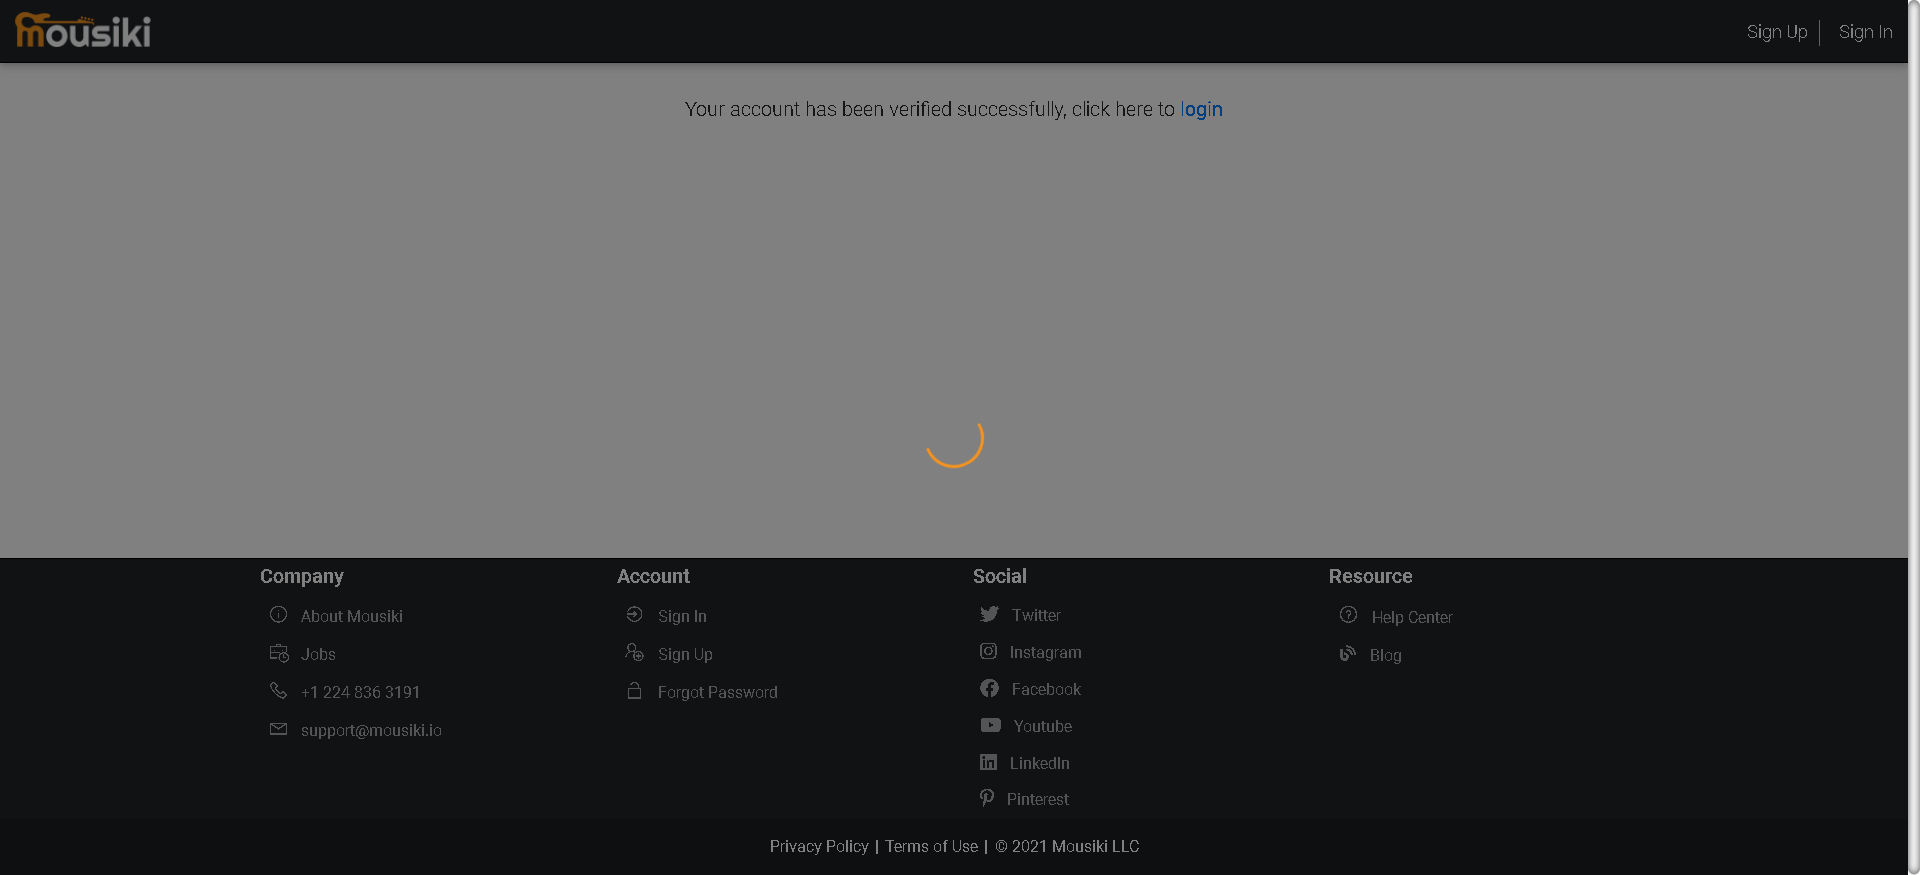 mousiki
Sign Up
Sign In
Your account has been verified successfully, click here to login
Company
About Mousiki
Jobs
+1 224 836 3191
support@mousiki.io
Account
Sign In
Sign Up
Forgot Password
Social
Twitter
Instagram
Facebook
Youtube
LinkedIn
Pinterest
Resource
Help Center
Blog
Privacy Policy | Terms of Use | © 2021 Mousiki LLC